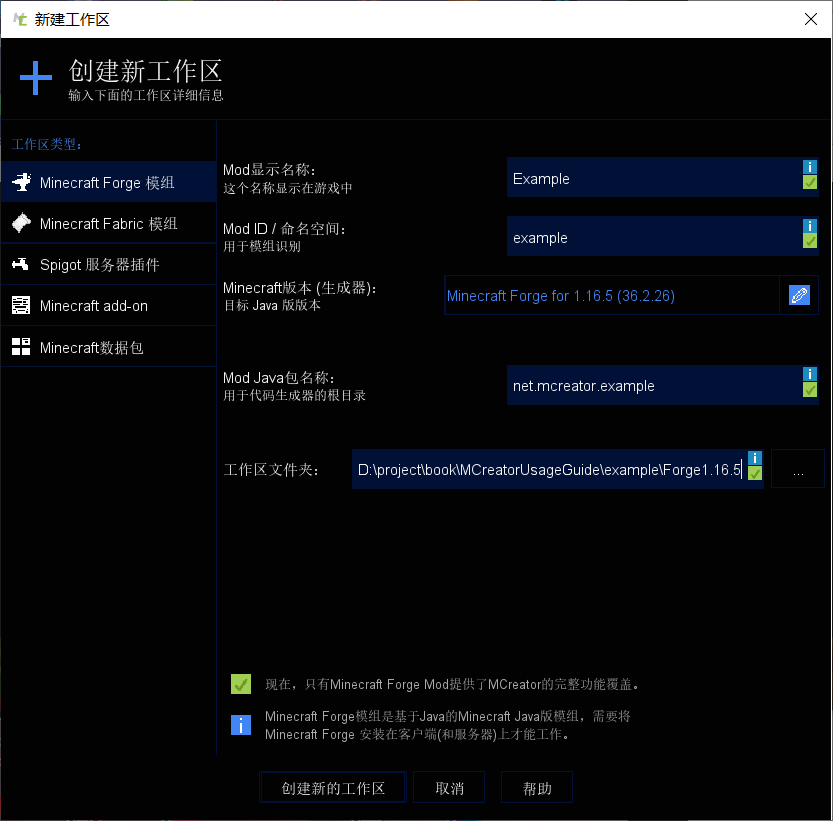 新建工作区
创建新工作区
输入下面的工作区详细信息
工作区类型:
Minecraft Forge 模组
Minecraft Fabric 模组
Spigot 服务器插件
Minecraft add-on
Minecraft数据包
Mod显示名称:
这个名称显示在游戏中
Example
Mod ID / 命名空间:
用于模组识别
example
Minecraft版本 (生成器):
目标 Java 版版本
Minecraft Forge for 1.16.5 (36.2.26)
Mod Java包名称:
用于代码生成器的根目录
net.mcreator.example
工作区文件夹:
D:\project\book\MCreatorUsageGuide\example\Forge1.16.5
...
现在，只有Minecraft Forge Mod提供了MCreator的完整功能覆盖。
Minecraft Forge模组是基于Java的Minecraft Java版模组，需要将
Minecraft Forge 安装在客户端(和服务器)上才能工作。
创建新的工作区
取消
帮助